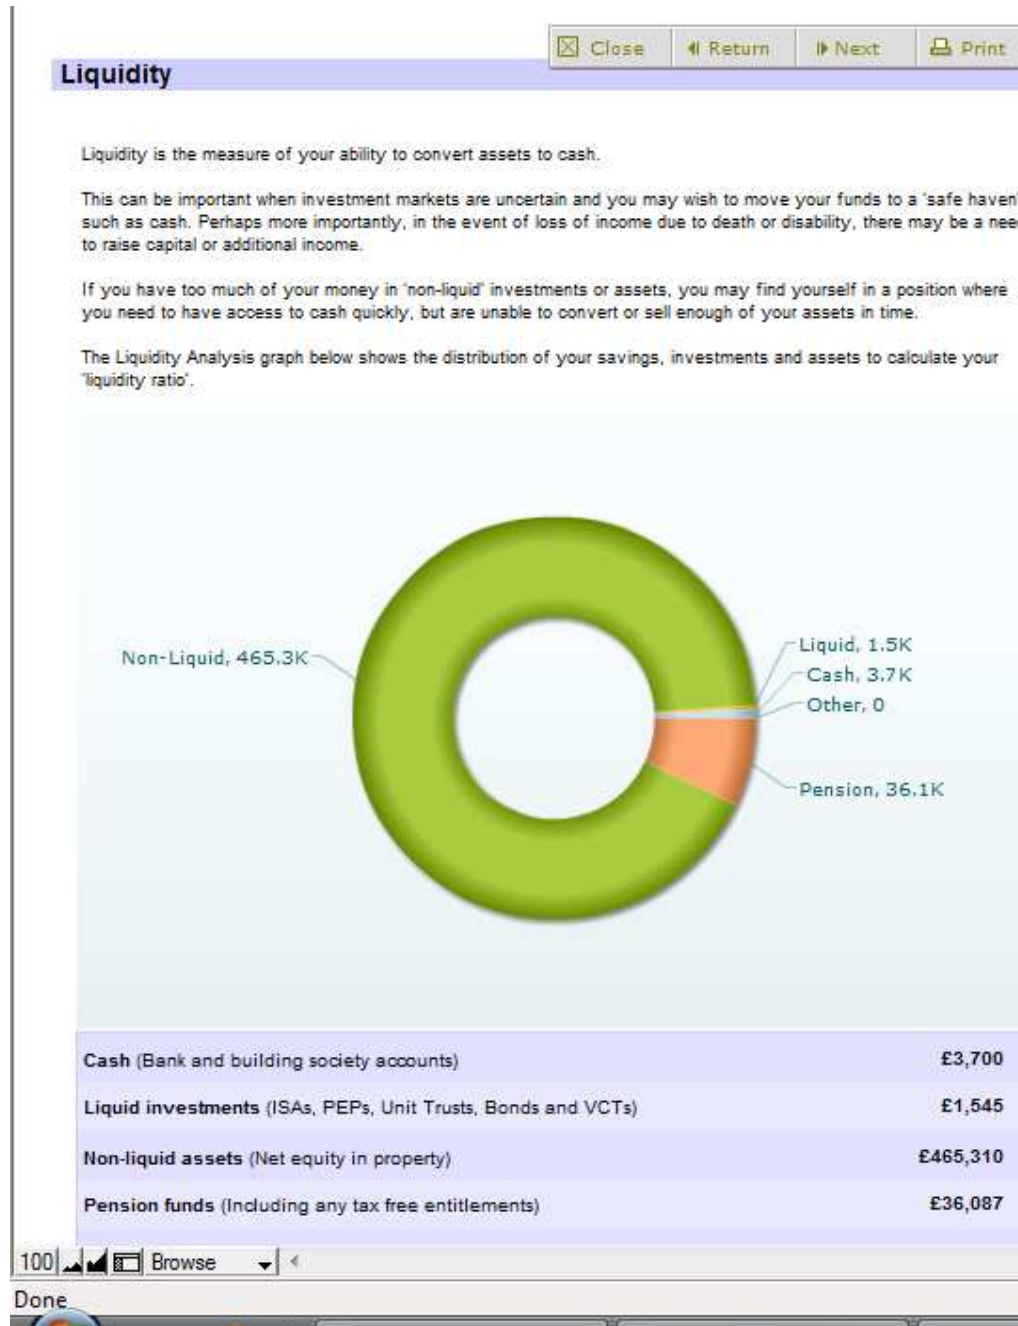 Close Return Next Print
Liquidity
Liquidity is the measure of your ability to convert assets to cash.
This can be important when investment markets are uncertain and you may wish to move your funds to a 'safe haven'
such as cash. Perhaps more importantly, in the event of loss of income due to death or disability, there may be a nee
to raise capital or additional income.
If you have too much of your money in 'non-liquid' investments or assets, you may find yourself in a position where
you need to have access to cash quickly, but are unable to convert or sell enough of your assets in time.
The Liquidity Analysis graph below shows the distribution of your savings, investments and assets to calculate your
'liquidity ratio'.
Non-Liquid, 465.3K
Liquid, 1.5K
Cash, 3.7K
Other, 0
Pension, 36.1K
Cash (Bank and building society accounts) £3,700
Liquid investments (ISAs, PEPs, Unit Trusts, Bonds and VCTs) £1,545
Non-liquid assets (Net equity in property) £465,310
Pension funds (Including any tax free entitlements) £36,087
100 Browse
Done